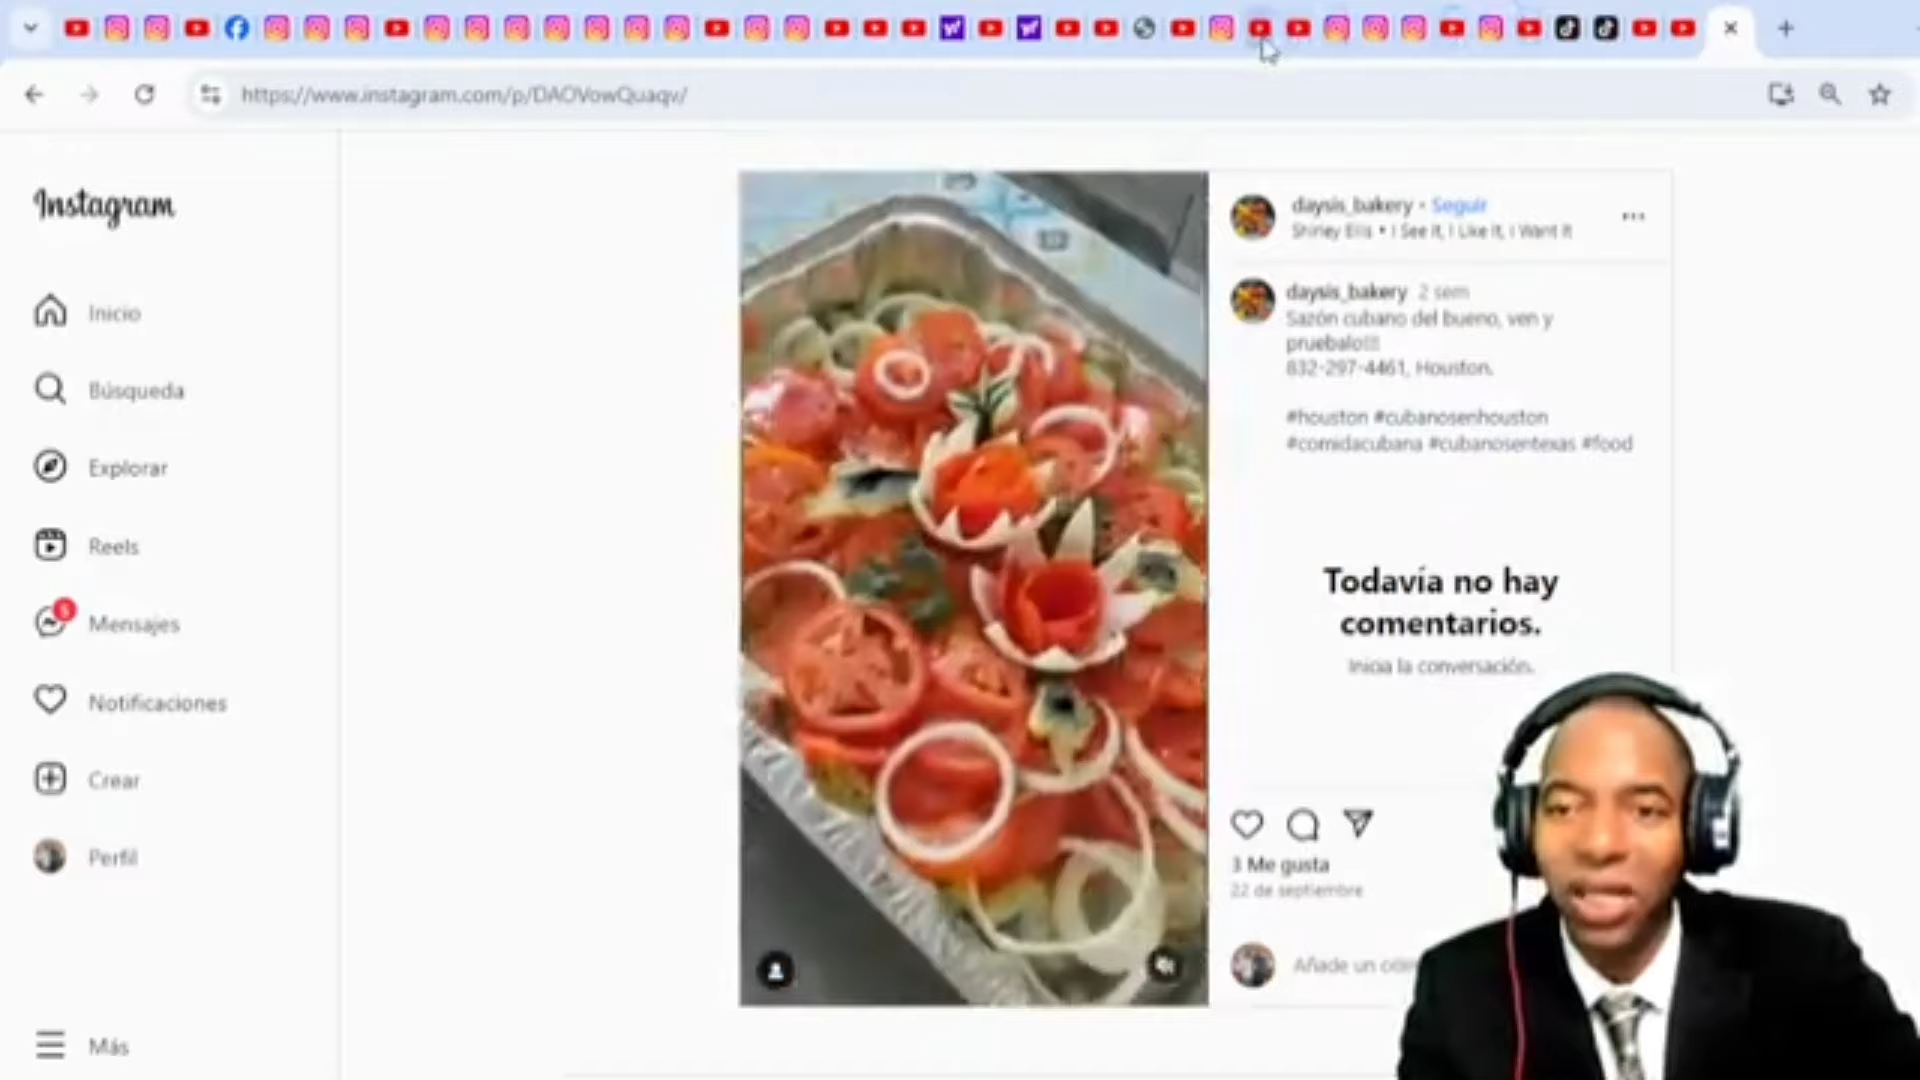 https://www.instagram.com/p/DAOVowQuaqv/
Instagram
Inicio
Búsqueda
Explorar
Reels
5
Mensajes
Notificaciones
Crear
Perfil
Más
daysis_bakery • Seguir
Shirley Ellis • I See It, I Like It, I Want It
daysis_bakery 2 sem
Sazón cubano del bueno, ven y
pruebalo!!!
832-297-4461, Houston.
#houston #cubanosenhouston
#comidacubana #cubanosentexas #food
Todavía no hay
comentarios.
Inicia la conversación.
3 Me gusta
22 de septiembre
Añade un